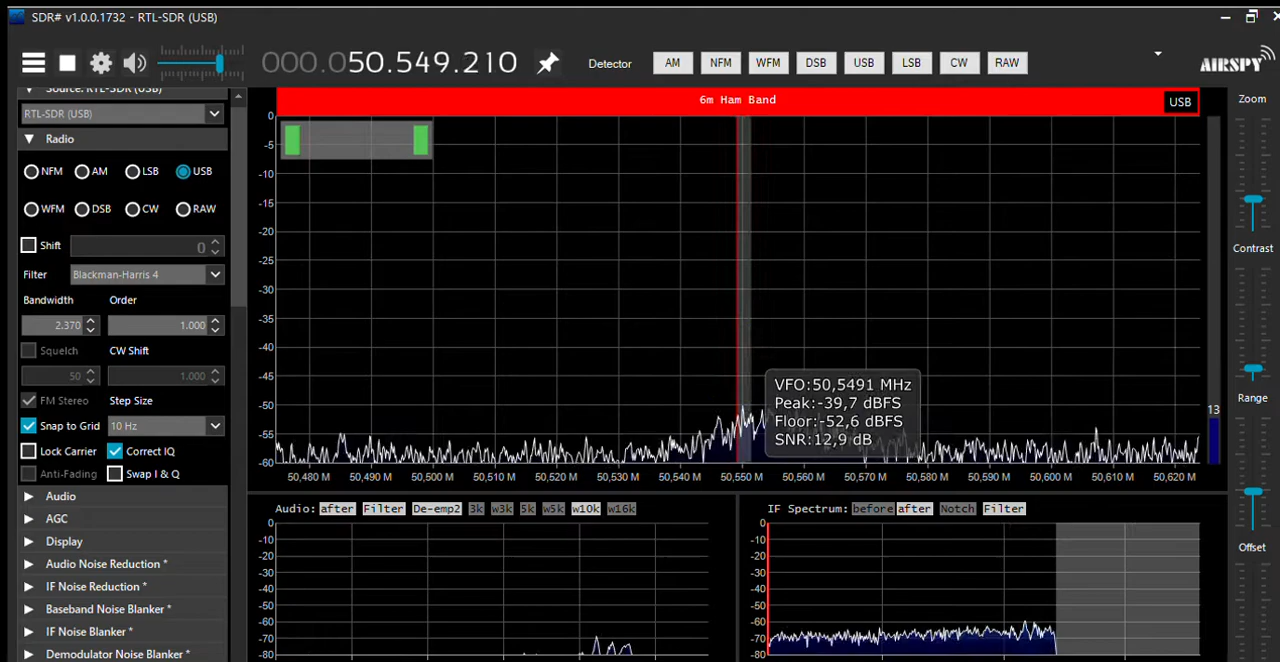 SDR# v1.0.0.1732 - RTL-SDR (USB)
000.050.549.210
Detector
AM NFM WFM DSB USB LSB CW RAW
AIRSPY
Source: RTL-SDR (USB)
RTL-SDR (USB)
Radio
NFM AM LSB USB
WFM DSB CW RAW
Shift 0
Filter Blackman-Harris 4
Bandwidth Order
2.370 1.000
Squelch CW Shift
50 1.000
FM Stereo Step Size
Snap to Grid 10 Hz
Lock Carrier Correct IQ
Anti-Fading Swap I & Q
Audio
AGC
Display
Audio Noise Reduction *
IF Noise Reduction *
Baseband Noise Blanker *
IF Noise Blanker *
Demodulator Noise Blanker *
6m Ham Band
USB
0
-5
-10
-15
-20
-25
-30
-35
-40
-45
-50
-55
-60
VFO:50,5491 MHz
Peak:-39,7 dBFS
Floor:-52,6 dBFS
SNR:12,9 dB
13
50,480 M 50,490 M 50,500 M 50,510 M 50,520 M 50,530 M 50,540 M 50,550 M 50,560 M 50,570 M 50,580 M 50,590 M 50,600 M 50,610 M 50,620 M
Audio: after Filter De-emp2 3k w3k 5k w5k w10k w16k
0
-10
-20
-30
-40
-50
-60
-70
-80
IF Spectrum: before after Notch Filter
0
-10
-20
-30
-40
-50
-60
-70
-80
Zoom
Contrast
Range
Offset